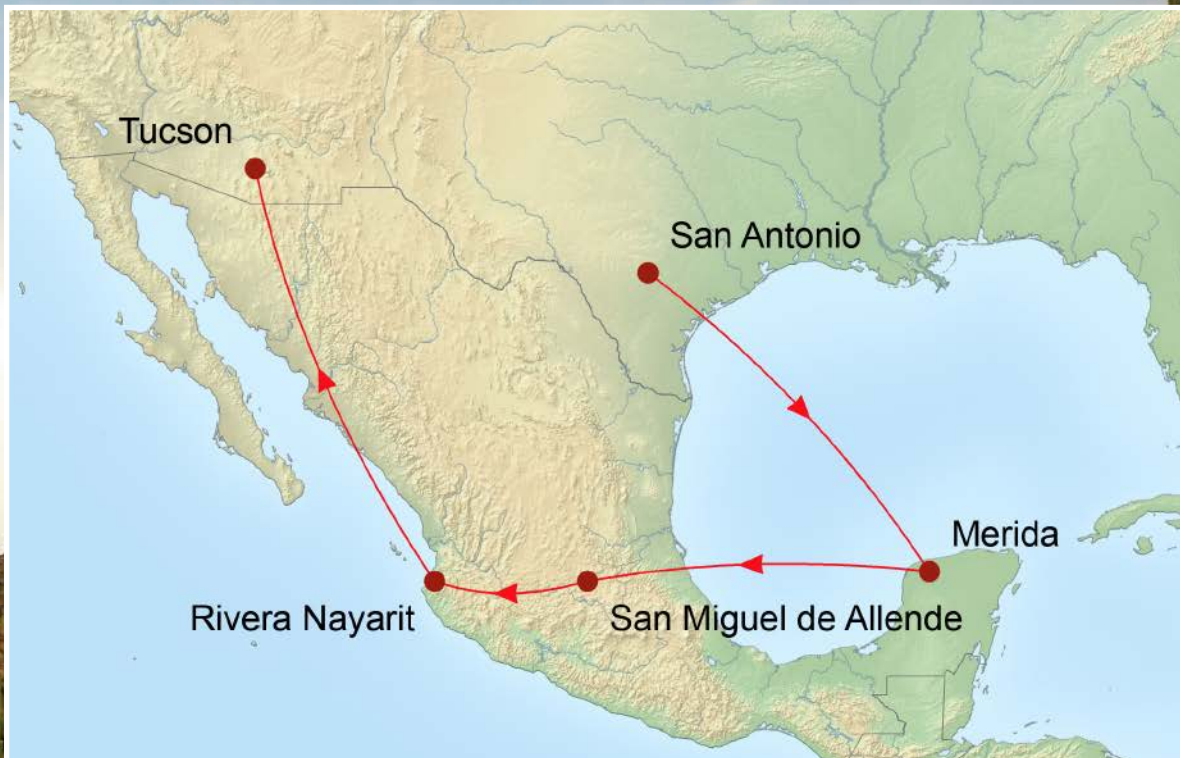 Tucson
San Antonio
Merida
Rivera Nayarit
San Miguel de Allende